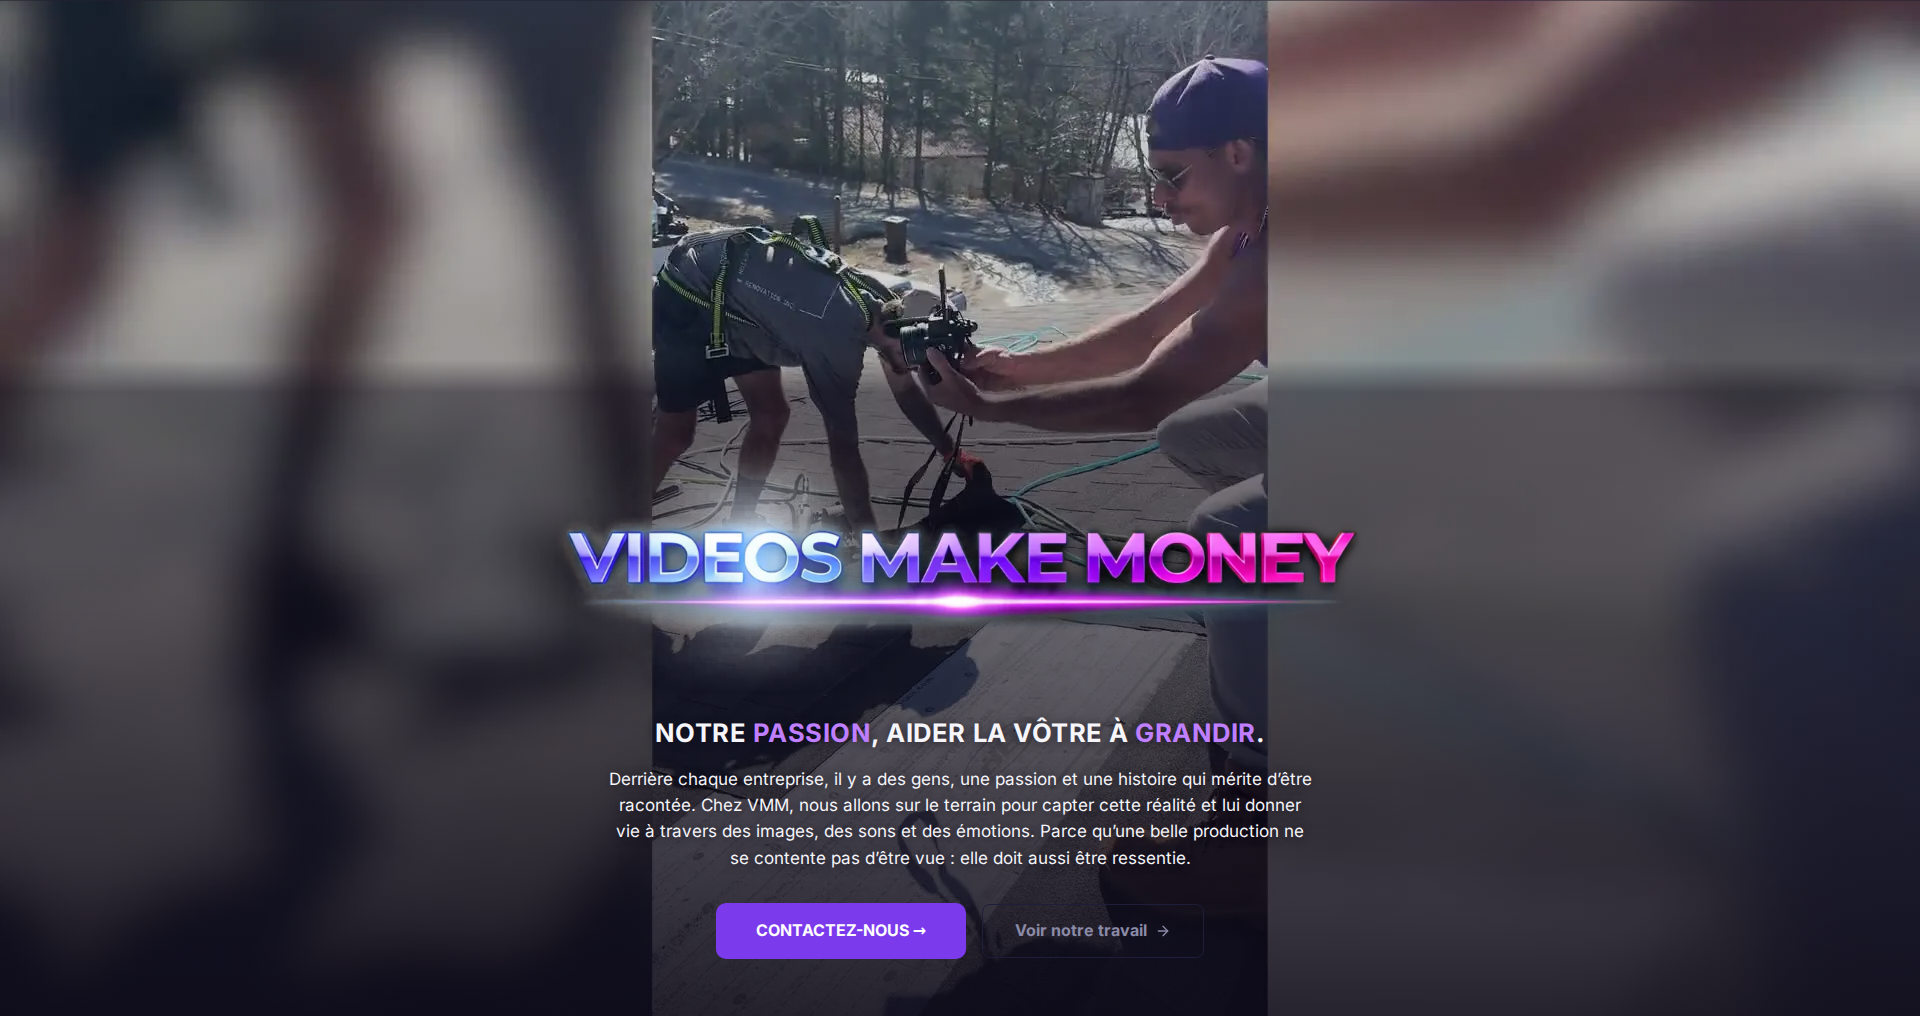 RENOVATION INC.
VIDEOS MAKE MONEY
NOTRE PASSION, AIDER LA VÔTRE À GRANDIR.
Derrière chaque entreprise, il y a des gens, une passion et une histoire qui mérite d’être
racontée. Chez VMM, nous allons sur le terrain pour capter cette réalité et lui donner
vie à travers des images, des sons et des émotions. Parce qu’une belle production ne
se contente pas d’être vue : elle doit aussi être ressentie.
CONTACTEZ-NOUS →
Voir notre travail →